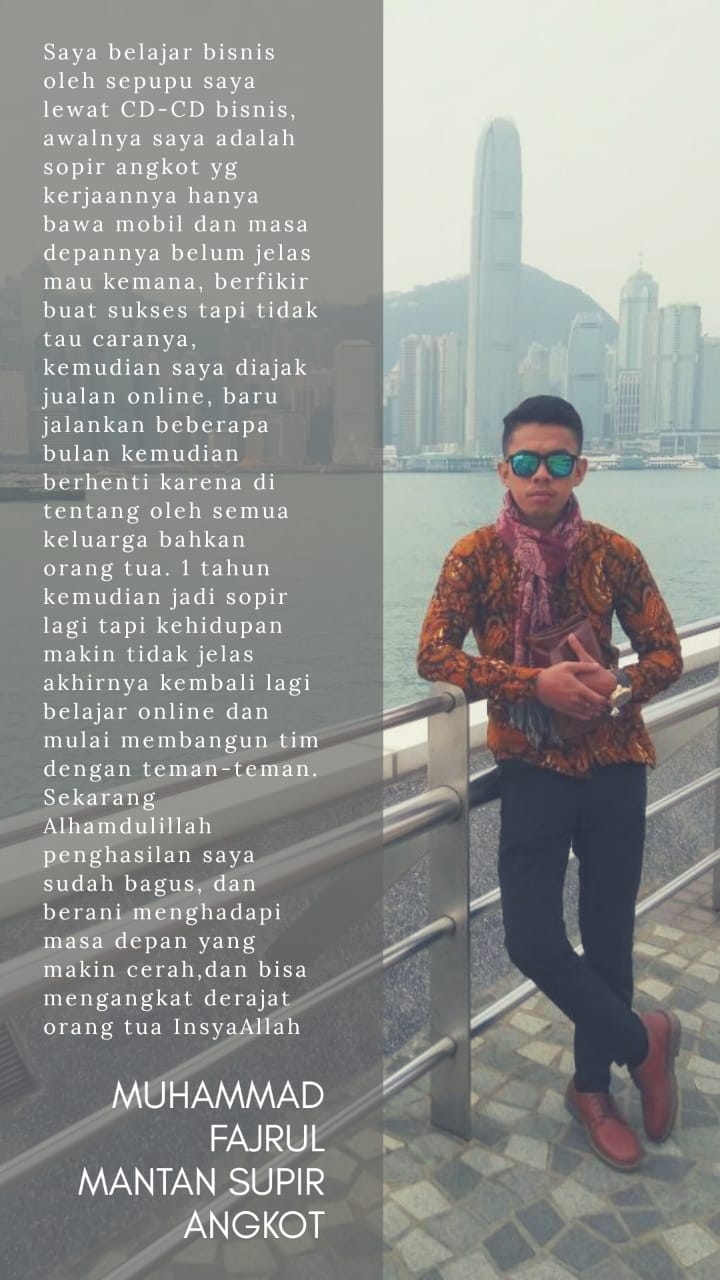 Saya belajar bisnis
oleh sepupu saya
lewat CD-CD bisnis,
awalnya saya adalah
sopir angkot yg
kerjaannya hanya
bawa mobil dan masa
depannya belum jelas
mau kemana, berfikir
buat sukses tapi tidak
tau caranya,
kemudian saya diajak
jualan online, baru
jalankan beberapa
bulan kemudian
berhenti karena di
tentang oleh semua
keluarga bahkan
orang tua. 1 tahun
kemudian jadi sopir
lagi tapi kehidupan
makin tidak jelas
akhirnya kembali lagi
belajar online dan
mulai membangun tim
dengan teman-teman.
Sekarang
Alhamdulillah
penghasilan saya
sudah bagus, dan
berani menghadapi
masa depan yang
makin cerah,dan bisa
mengangkat derajat
orang tua InsyaAllah
MUHAMMAD
FAJRUL
MANTAN SUPIR
ANGKOT